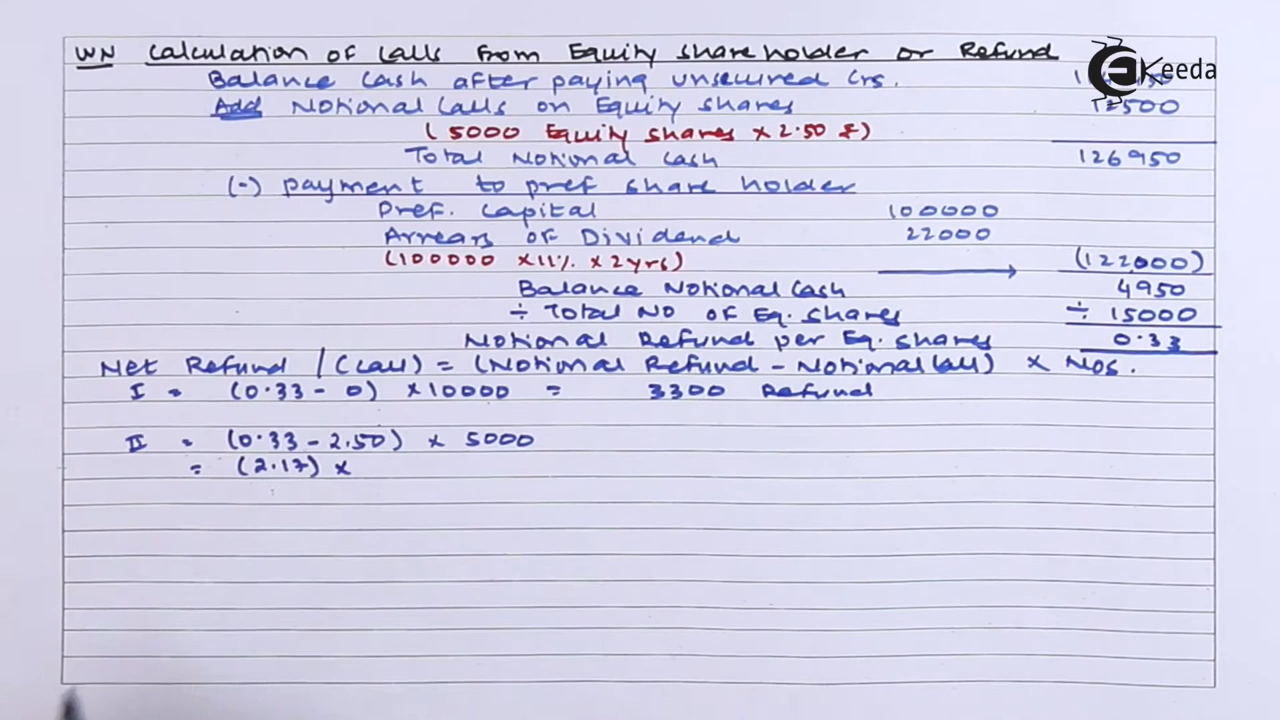 WN Calculation of Calls from Equity shareholder or Refund
Balance Cash after paying unsecured Crs.
Add Notional Calls on Equity shares 12500
(5000 Equity shares × 2.50 ₹)
Total Notional Cash 126950
(-) payment to pref share holder
Pref. Capital 100000
Arrears of Dividend 22000
(100000 × 11% × 2yrs) (122000)
Balance Notional Cash 4950
÷ Total No of Eq. shares ÷ 15000
Notional Refund per Eq. shares 0.33
Net Refund / (Call) = (Notional Refund - Notional Call) × Nos.
I = (0.33 - 0) × 10000 = 3300 Refund
II = (0.33 - 2.50) × 5000
= (2.17) ×
Keeda